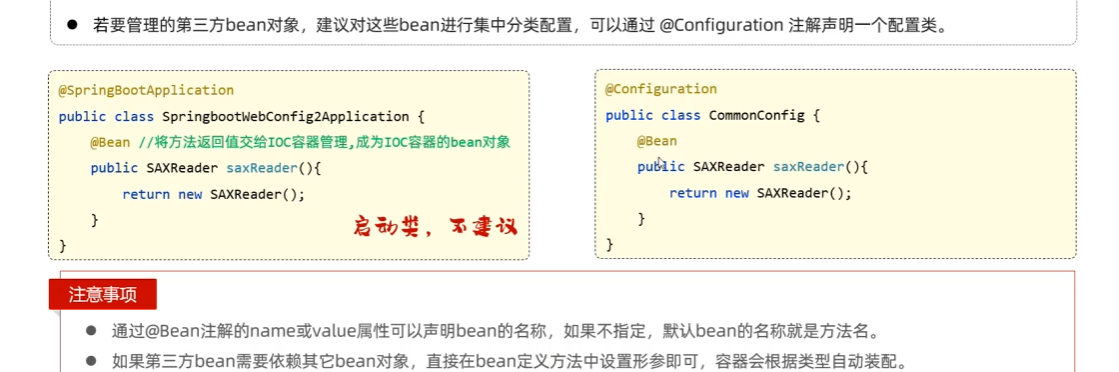 ● 若要管理的第三方bean对象，建议对这些bean进行集中分类配置，可以通过 @Configuration 注解声明一个配置类。
@SpringBootApplication
public class SpringbootWebConfig2Application {
@Bean //将方法返回值交给IOC容器管理,成为IOC容器的bean对象
public SAXReader saxReader(){
return new SAXReader();
}
}
启动类，不建议
@Configuration
public class CommonConfig {
@Bean
public SAXReader saxReader(){
return new SAXReader();
}
}
注意事项
● 通过@Bean注解的name或value属性可以声明bean的名称，如果不指定，默认bean的名称就是方法名。
● 如果第三方bean需要依赖其它bean对象，直接在bean定义方法中设置形参即可，容器会根据类型自动装配。